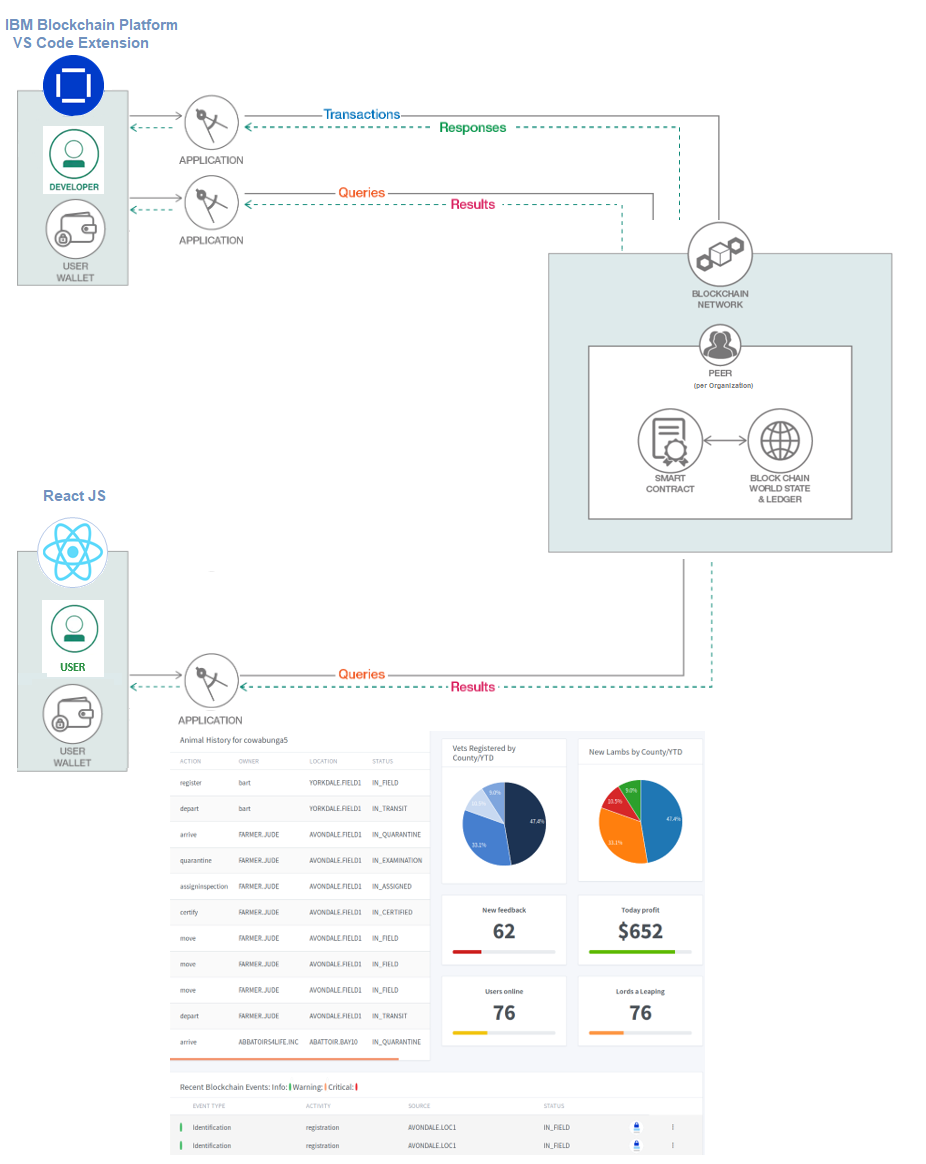 IBM Blockchain Platform
VS Code Extension
DEVELOPER
USER
WALLET
APPLICATION
APPLICATION
Transactions
Responses
Queries
Results
BLOCKCHAIN
NETWORK
PEER
(per Organization)
SMART
CONTRACT
BLOCK CHAIN
WORLD STATE
& LEDGER
React JS
USER
USER
WALLET
APPLICATION
Queries
Results
Animal History for cowabunga5
ACTION OWNER LOCATION STATUS
register bart YORKDALE.FIELD1 IN_FIELD
depart bart YORKDALE.FIELD1 IN_TRANSIT
arrive FARMER.JUDE AVONDALE.FIELD1 IN_QUARANTINE
quarantine FARMER.JUDE AVONDALE.FIELD1 IN_EXAMINATION
assigninspection FARMER.JUDE AVONDALE.FIELD1 IN_ASSIGNED
certify FARMER.JUDE AVONDALE.FIELD1 IN_CERTIFIED
move FARMER.JUDE AVONDALE.FIELD1 IN_FIELD
move FARMER.JUDE AVONDALE.FIELD1 IN_FIELD
move FARMER.JUDE AVONDALE.FIELD1 IN_FIELD
depart FARMER.JUDE AVONDALE.FIELD1 IN_TRANSIT
arrive ABBATOIRS4LIFE.INC ABATTOIR.BAY10 IN_QUARANTINE
Vets Registered by
County/YTD
9.0%
47.4%
33.1%
New Lambs by County/YTD
9.0%
10.5%
47.4%
33.1%
New feedback
62
Today profit
$652
Users online
76
Lords a Leaping
76
Recent Blockchain Events: Info: Warning: Critical:
EVENT TYPE ACTIVITY SOURCE STATUS
Identification registration AVONDALE.LOC1 IN_FIELD
Identification registration AVONDALE.LOC1 IN_FIELD